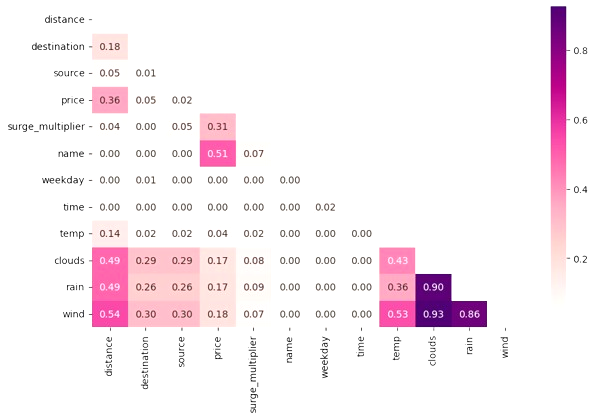 distance
destination 0.18
source 0.05 0.01
price 0.36 0.05 0.02
surge_multiplier 0.04 0.00 0.05 0.31
name 0.00 0.00 0.00 0.51 0.07
weekday 0.00 0.01 0.00 0.00 0.00 0.00
time 0.00 0.00 0.00 0.00 0.00 0.00 0.02
temp 0.14 0.02 0.02 0.04 0.02 0.00 0.00 0.00
clouds 0.49 0.29 0.29 0.17 0.08 0.00 0.00 0.00 0.43
rain 0.49 0.26 0.26 0.17 0.09 0.00 0.00 0.00 0.36 0.90
wind 0.54 0.30 0.30 0.18 0.07 0.00 0.00 0.00 0.53 0.93 0.86
distance destination source price surge_multiplier name weekday time temp clouds rain wind
0.8
0.6
0.4
0.2